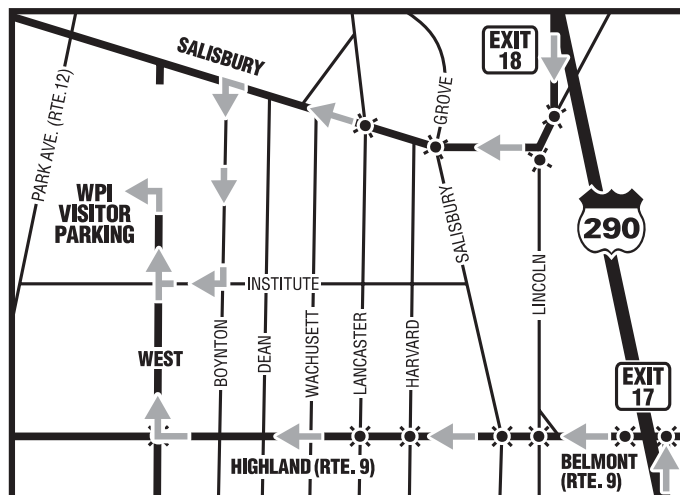 SALISBURY
EXIT
18
PARK AVE. (RTE.12)
GROVE
WPI
VISITOR
PARKING
290
SALISBURY
INSTITUTE
LINCOLN
WEST
BOYNTON
DEAN
WACHUSETT
LANCASTER
HARVARD
EXIT
17
HIGHLAND (RTE. 9)
BELMONT
(RTE. 9)